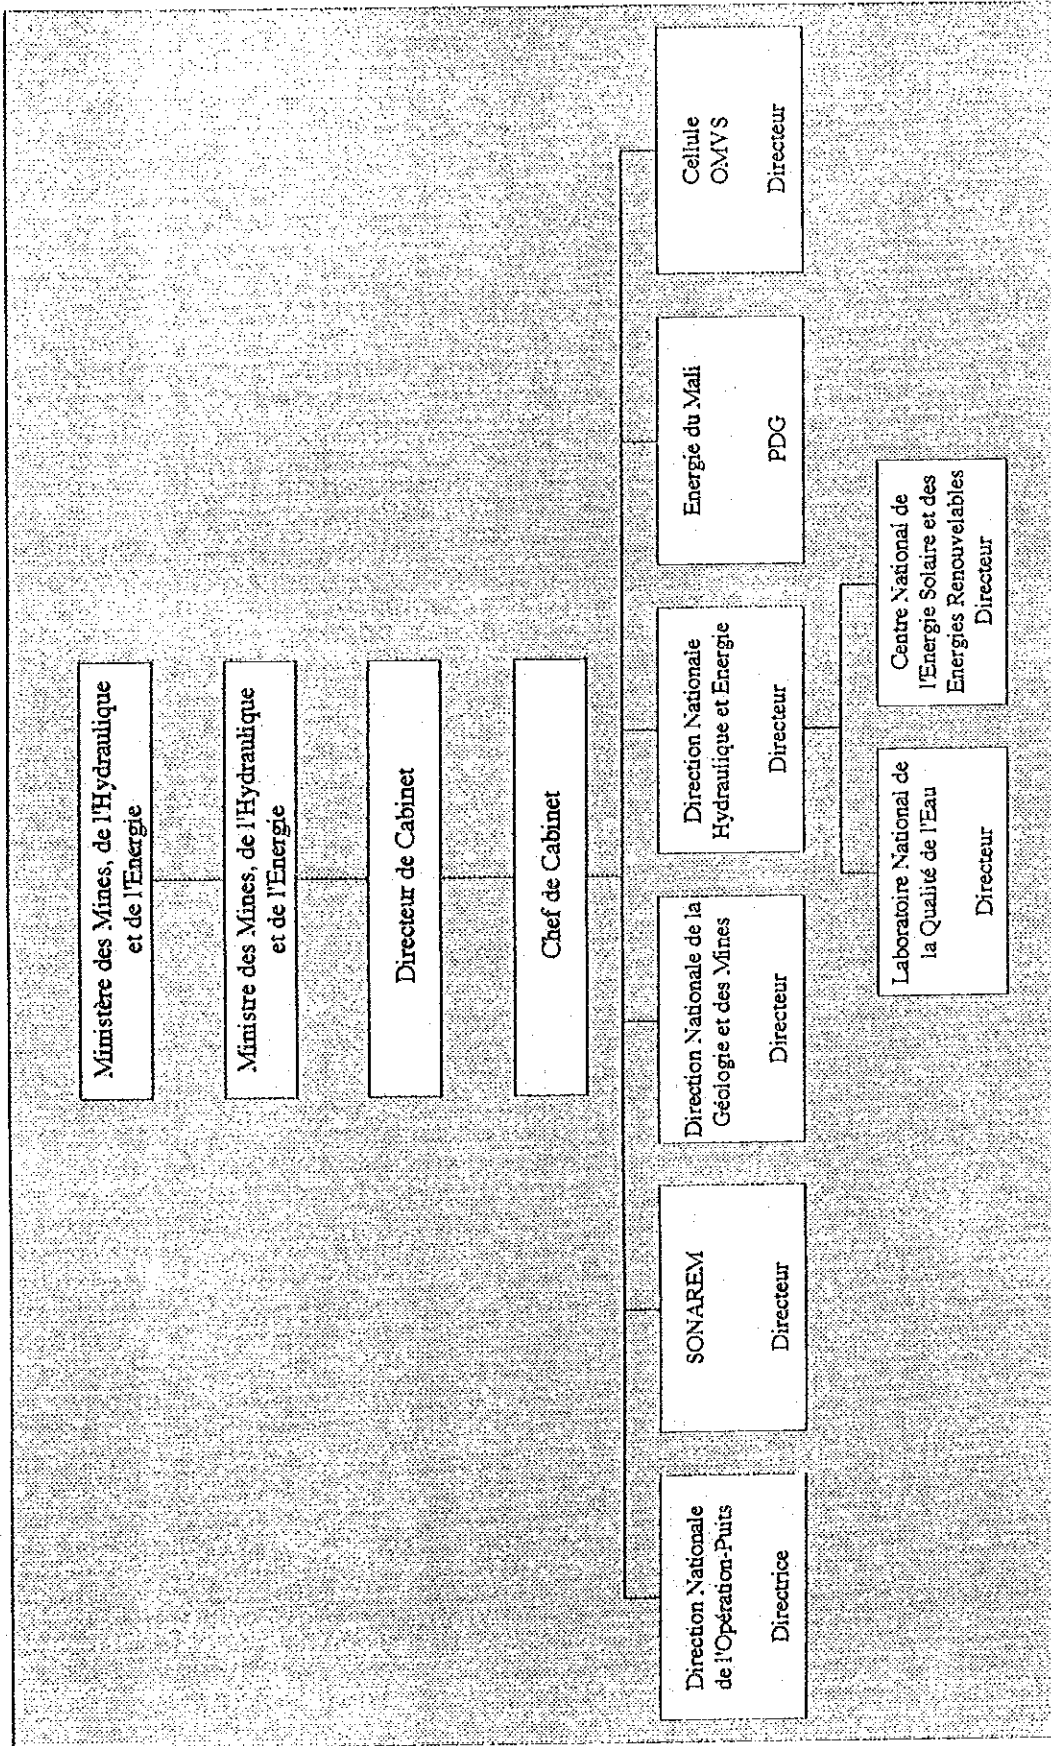 Ministère des Mines, de l'Hydraulique
et de l'Energie
Ministre des Mines, de l'Hydraulique
et de l'Energie
Directeur de Cabinet
Chef de Cabinet
Direction Nationale
de l'Opération-Puits
Directrice
SONAREM
Directeur
Direction Nationale de la
Géologie et des Mines
Directeur
Direction Nationale
Hydraulique et Energie
Directeur
Energie du Mali
PDG
Cellule
OMVS
Directeur
Laboratoire National de
la Qualité de l'Eau
Directeur
Centre National de
l'Energie Solaire et des
Energies Renouvelables
Directeur